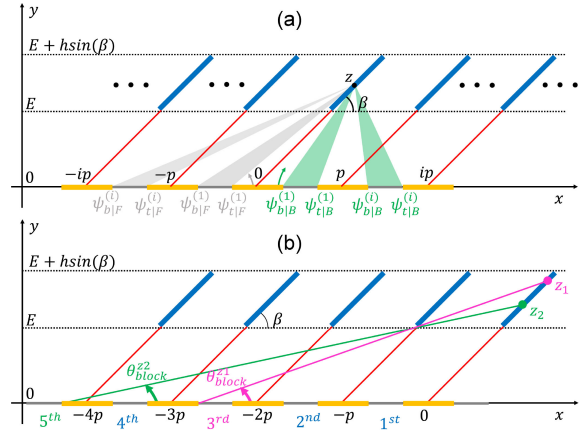 (a)
y
E + hsin(β)
z
E
β
0
−ip
−p
0
p
ip
ψ_{b|F}^{(i)} ψ_{t|F}^{(i)} ψ_{b|F}^{(1)} ψ_{t|F}^{(1)} ψ_{b|B}^{(1)} ψ_{t|B}^{(1)} ψ_{b|B}^{(i)} ψ_{t|B}^{(i)}
x
(b)
y
E + hsin(β)
z_1
z_2
E
β
θ_{block}^{z2} θ_{block}^{z1}
0
5^{th} −4p 4^{th} −3p 3^{rd} −2p 2^{nd} −p 1^{st} 0
x